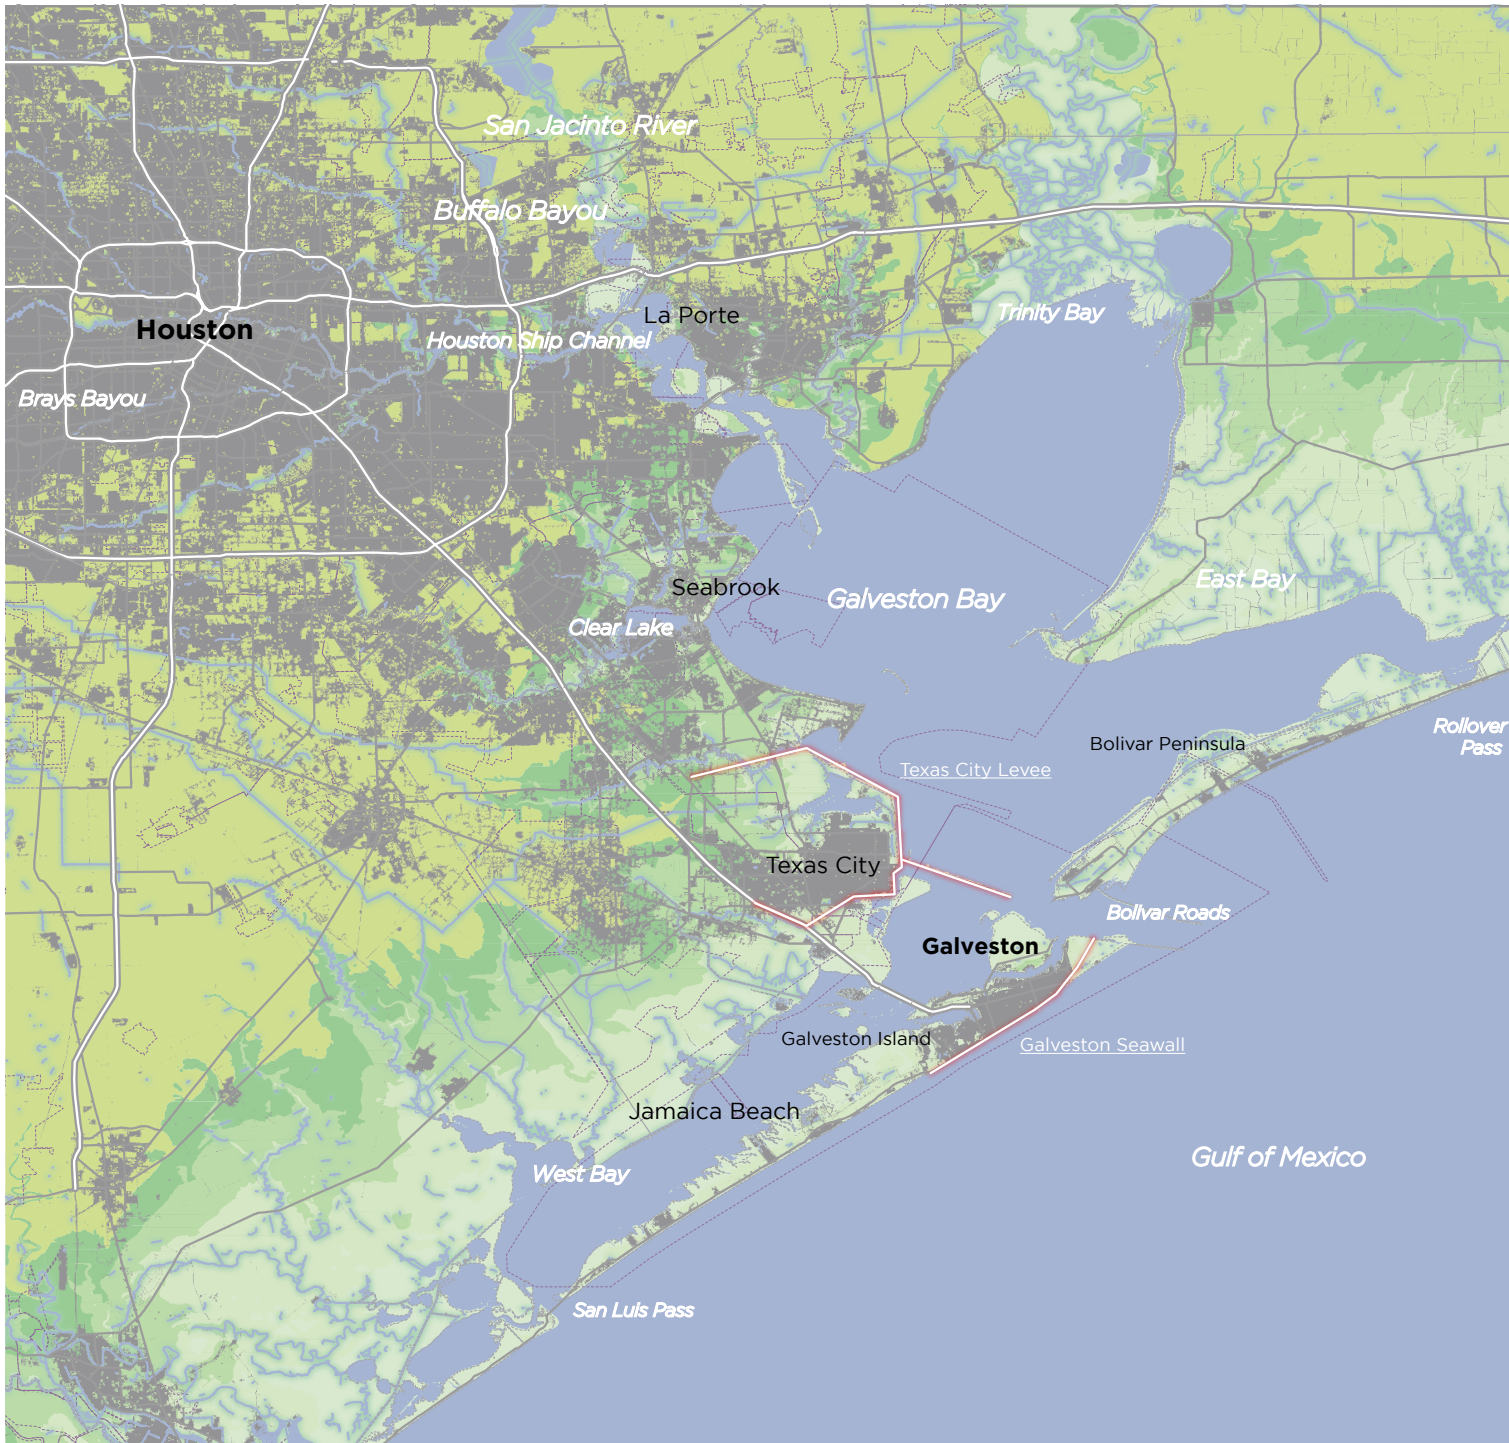 San Jacinto River
Buffalo Bayou
Trinity Bay
La Porte
Houston
Houston Ship Channel
Brays Bayou
East Bay
Seabrook
Galveston Bay
Clear Lake
Rollover
Pass
Bolivar Peninsula
Texas City Levee
Texas City
Bolivar Roads
Galveston
Galveston Island
Galveston Seawall
Jamaica Beach
Gulf of Mexico
West Bay
San Luis Pass